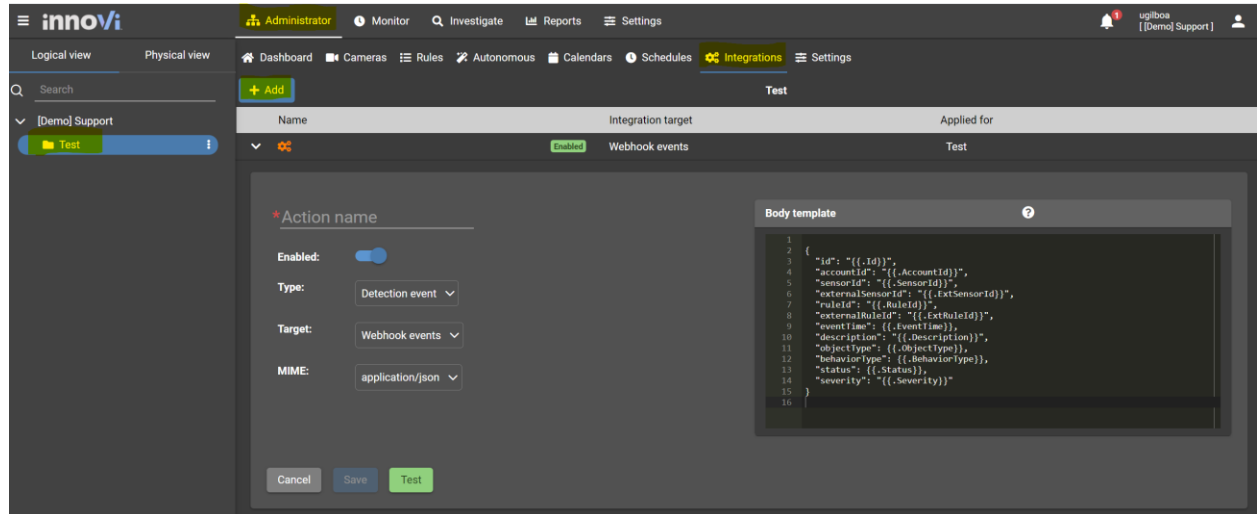 innoVi
Administrator Monitor Investigate Reports Settings
1
ugilboa
[ [Demo] Support ]
Logical view Physical view
Dashboard Cameras Rules Autonomous Calendars Schedules Integrations Settings
Search
+ Add
Test
[Demo] Support
Test
Name Integration target Applied for
Enabled Webhook events Test
*Action name
Enabled:
Type: Detection event
Target: Webhook events
MIME: application/json
Body template ?
1
2 {
3 "id": "{{.Id}}",
4 "accountId": "{{.AccountId}}",
5 "sensorId": "{{.SensorId}}",
6 "externalSensorId": "{{.ExtSensorId}}",
7 "ruleId": "{{.RuleId}}",
8 "externalRuleId": "{{.ExtRuleId}}",
9 "eventTime": {{.EventTime}},
10 "description": "{{.Description}}",
11 "objectType": {{.ObjectType}},
12 "behaviorType": {{.BehaviorType}},
13 "status": {{.Status}},
14 "severity": "{{.Severity}}"
15 }
16
Cancel Save Test